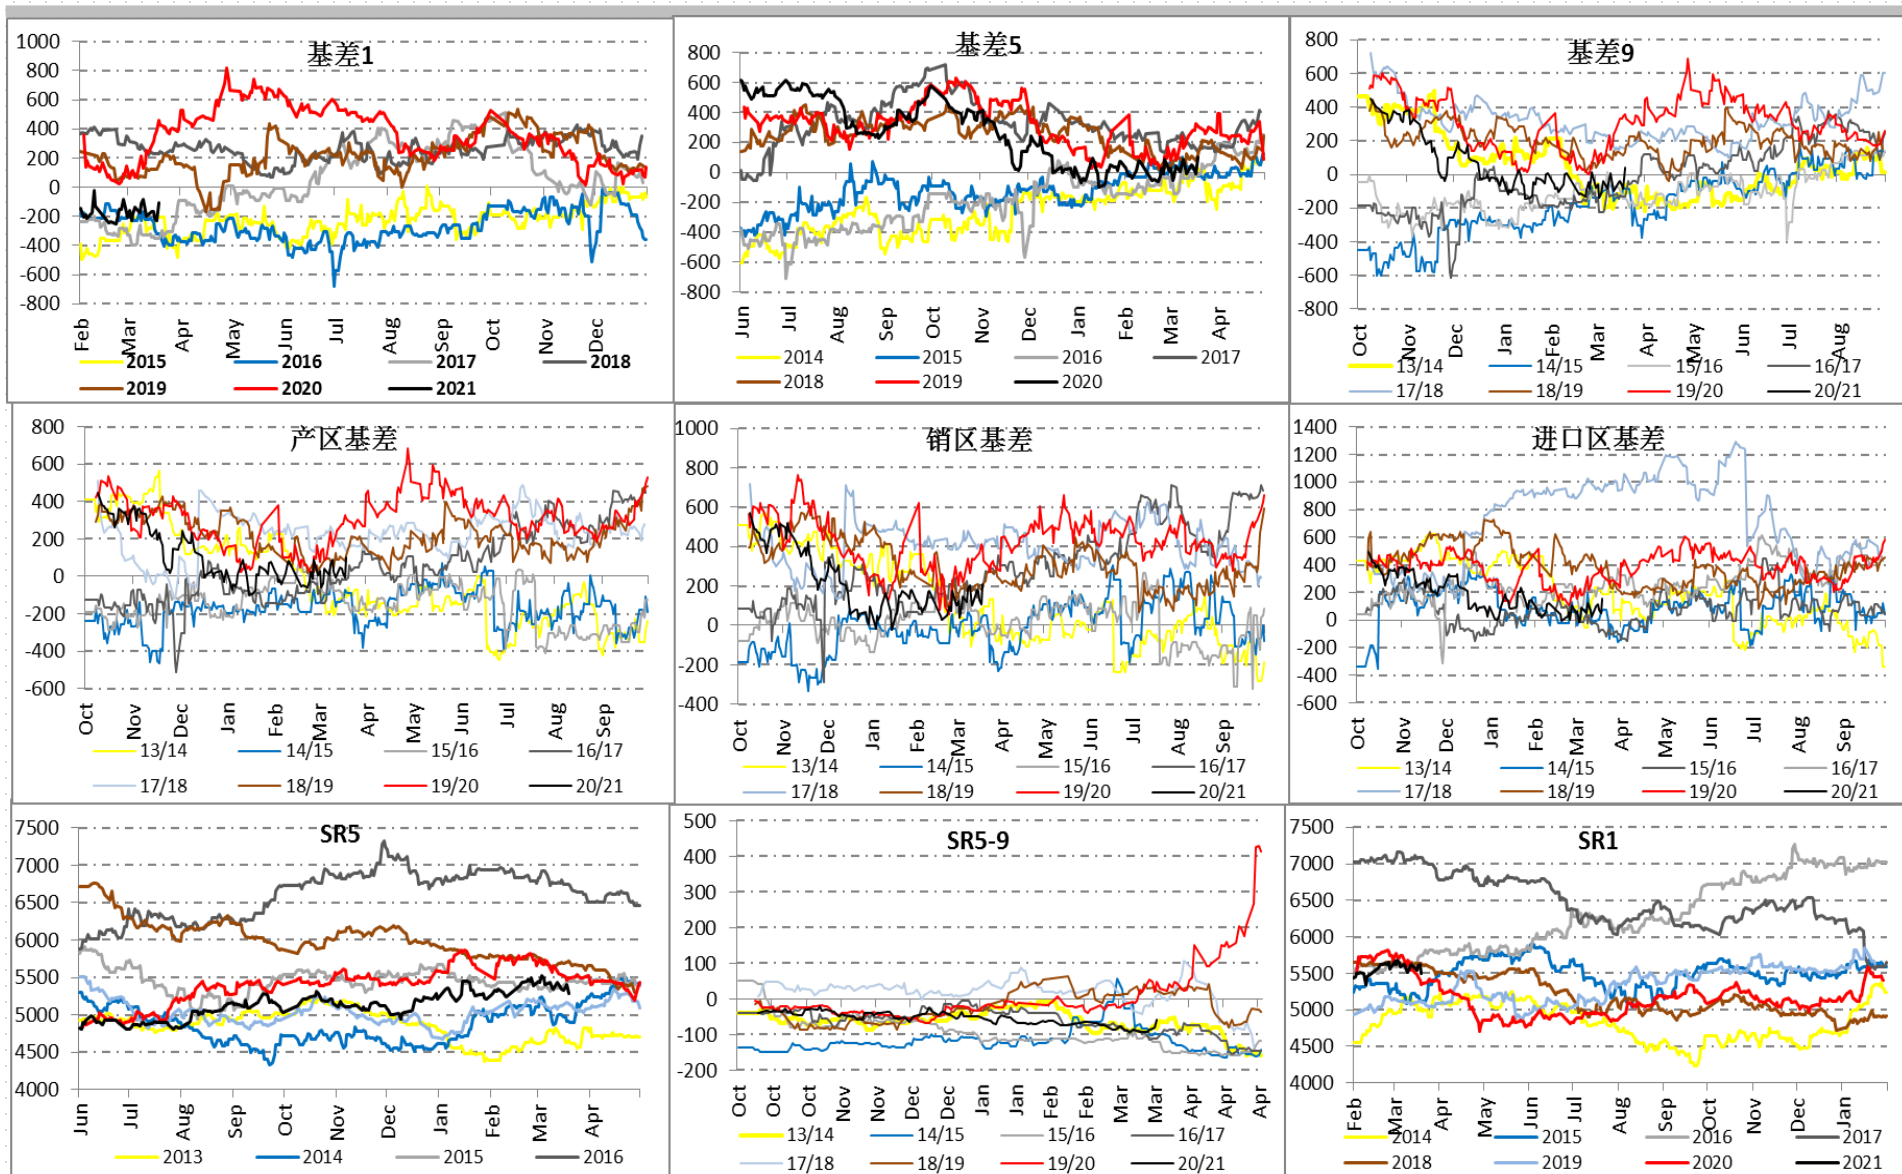 基差1
1000
800
600
400
200
0
-200
-400
-600
-800
Feb Mar Apr May Jun Jul Aug Sep Oct Nov Dec
2015 2016 2017 2018
2019 2020 2021
基差5
800
600
400
200
0
-200
-400
-600
-800
Jun Jul Aug Sep Oct Nov Dec Jan Feb Mar Apr
2014 2015 2016 2017
2018 2019 2020
基差9
800
600
400
200
0
-200
-400
-600
-800
Oct Nov Dec Jan Feb Mar Apr May Jun Jul Aug
13/14 14/15 15/16 16/17
17/18 18/19 19/20 20/21
产区基差
800
600
400
200
0
-200
-400
-600
Oct Nov Dec Jan Feb Mar Apr May Jun Jul Aug Sep
13/14 14/15 15/16 16/17
17/18 18/19 19/20 20/21
销区基差
1000
800
600
400
200
0
-200
-400
Oct Nov Dec Jan Feb Mar Apr May Jun Jul Aug Sep
13/14 14/15 15/16 16/17
17/18 18/19 19/20 20/21
进口区基差
1400
1200
1000
800
600
400
200
0
-200
-400
-600
Oct Nov Dec Jan Feb Mar Apr May Jun Jul Aug Sep
13/14 14/15 15/16 16/17
17/18 18/19 19/20 20/21
SR5
7500
7000
6500
6000
5500
5000
4500
4000
Jun Jul Aug Sep Oct Nov Dec Jan Feb Mar Apr
2013 2014 2015 2016
SR5-9
500
400
300
200
100
0
-100
-200
Oct Oct Oct Nov Nov Dec Dec Jan Jan Feb Feb Mar Mar Apr Apr
13/14 14/15 15/16 16/17
17/18 18/19 19/20 20/21
SR1
7500
7000
6500
6000
5500
5000
4500
4000
Feb Mar Apr May Jun Jul Aug Sep Oct Nov Dec Jan
2014 2015 2016 2017
2018 2019 2020 2021